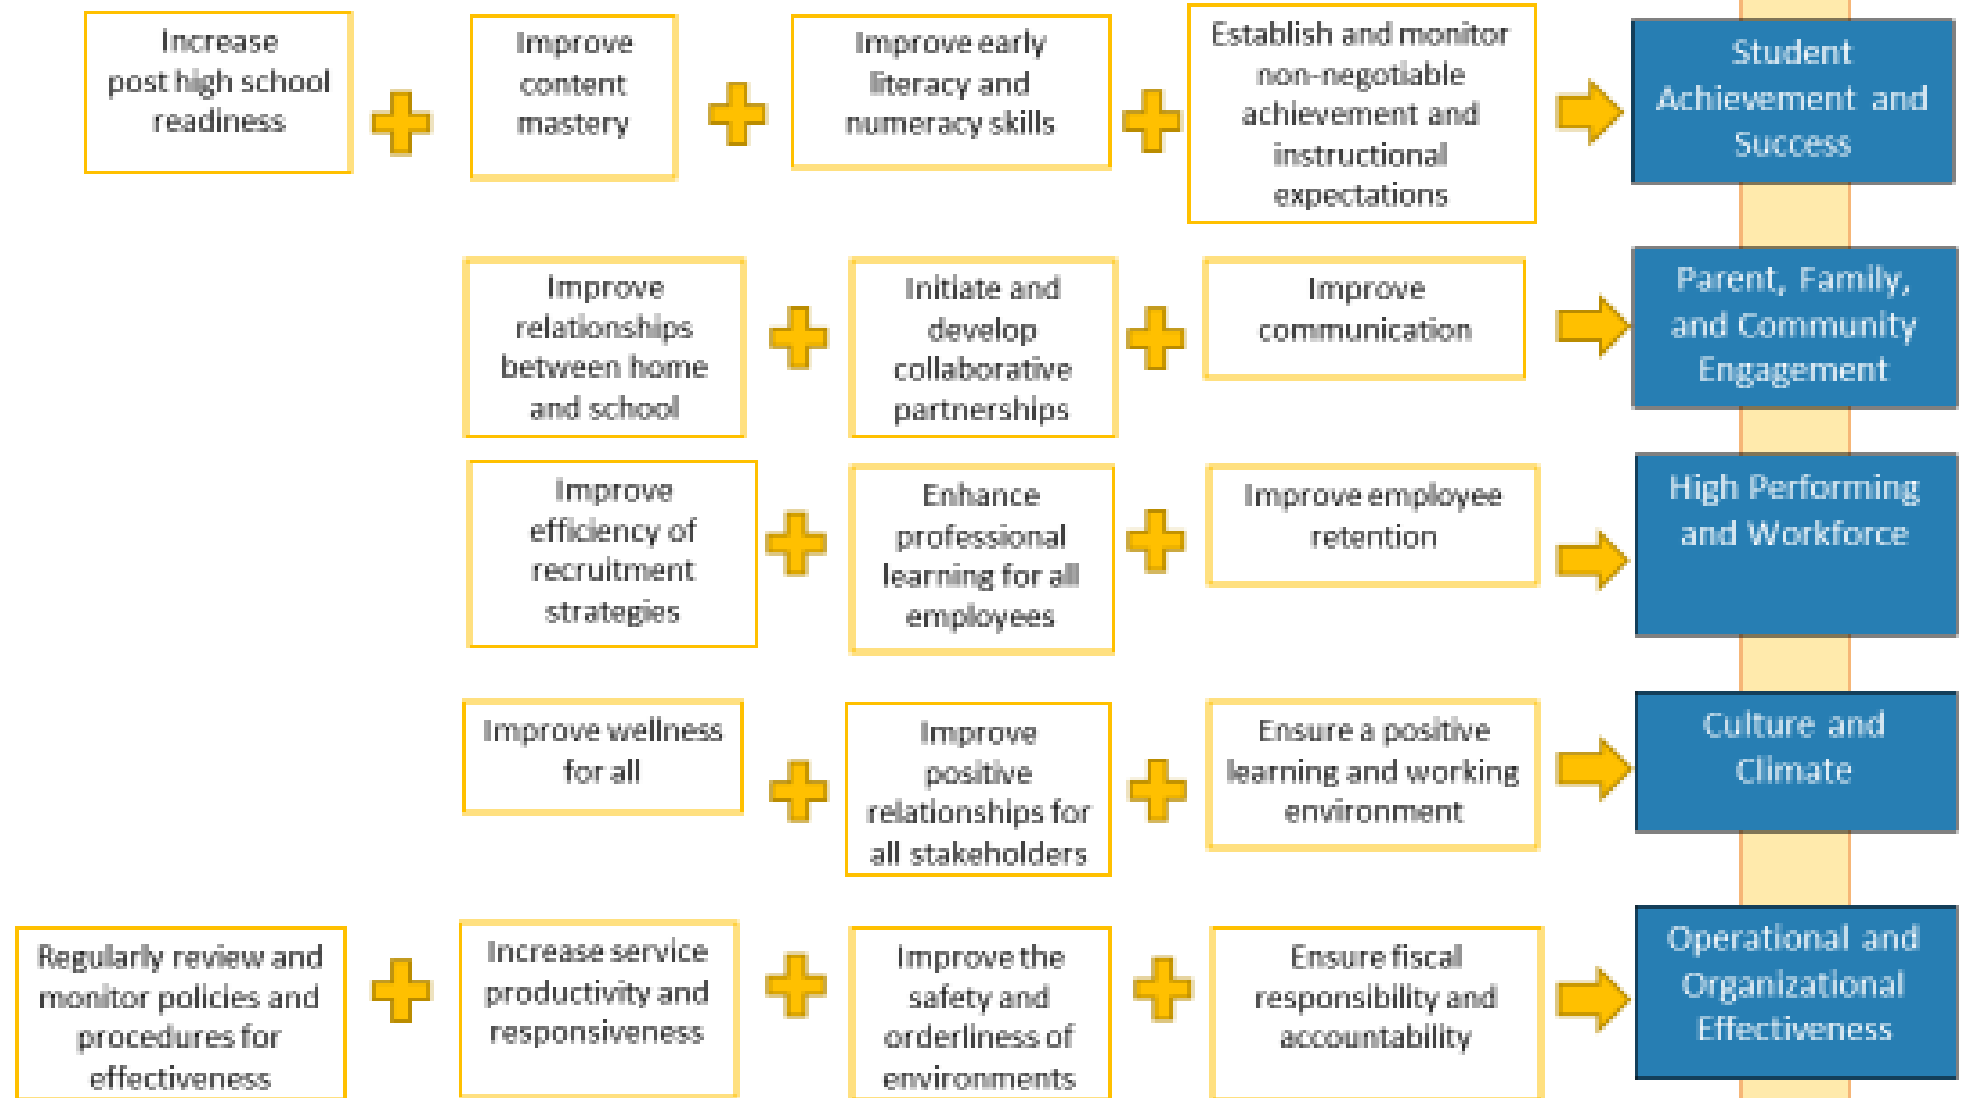 Increase
post high school
readiness
Improve
content
mastery
Improve early
literacy and
numeracy skills
Establish and monitor
non-negotiable
achievement and
instructional
expectations
Student
Achievement and
Success
Improve
relationships
between home
and school
Initiate and
develop
collaborative
partnerships
Improve
communication
Parent, Family,
and Community
Engagement
Improve
efficiency of
recruitment
strategies
Enhance
professional
learning for all
employees
Improve employee
retention
High Performing
and Workforce
Improve wellness
for all
Improve
positive
relationships for
all stakeholders
Ensure a positive
learning and working
environment
Culture and
Climate
Regularly review and
monitor policies and
procedures for
effectiveness
Increase service
productivity and
responsiveness
Improve the
safety and
orderliness of
environments
Ensure fiscal
responsibility and
accountability
Operational and
Organizational
Effectiveness